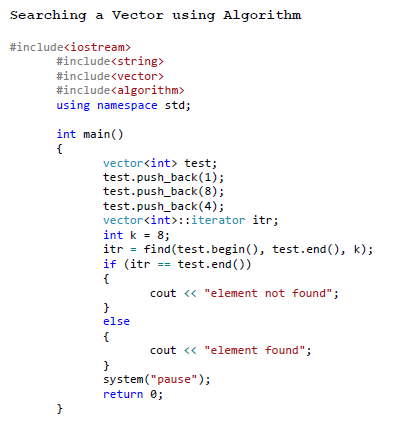 Searching a Vector using Algorithm
#include<iostream>
#include<string>
#include<vector>
#include<algorithm>
using namespace std;
int main()
{
vector<int> test;
test.push_back(1);
test.push_back(8);
test.push_back(4);
vector<int>::iterator itr;
int k = 8;
itr = find(test.begin(), test.end(), k);
if (itr == test.end())
{
cout << "element not found";
}
else
{
cout << "element found";
}
system("pause");
return 0;
}